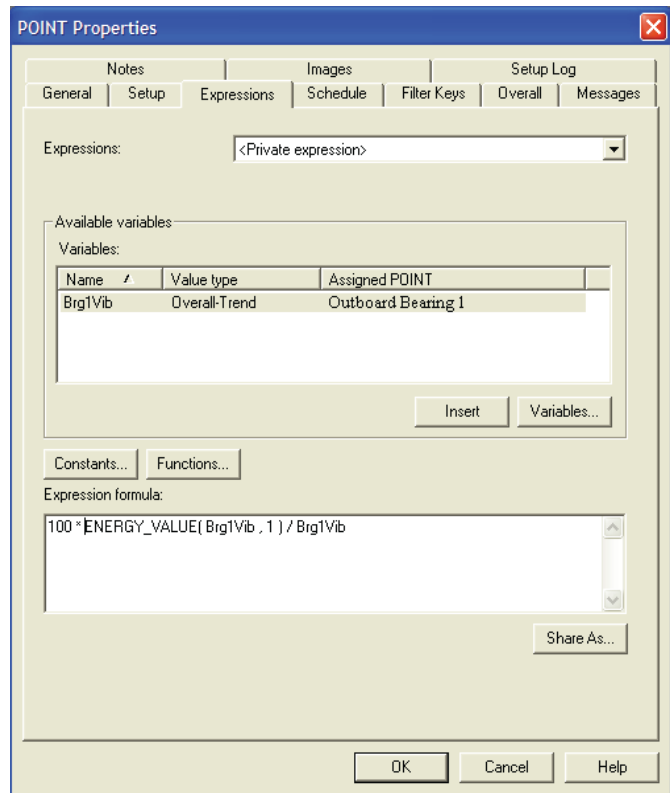 POINT Properties
Notes Images Setup Log
General Setup Expressions Schedule Filter Keys Overall Messages
Expressions: <Private expression>
Available variables
Variables:
Name Value type Assigned POINT
Brg1Vib Overall-Trend Outboard Bearing 1
Insert Variables...
Constants... Functions...
Expression formula:
100 * ENERGY_VALUE( Brg1Vib , 1 ) / Brg1Vib
Share As...
OK Cancel Help